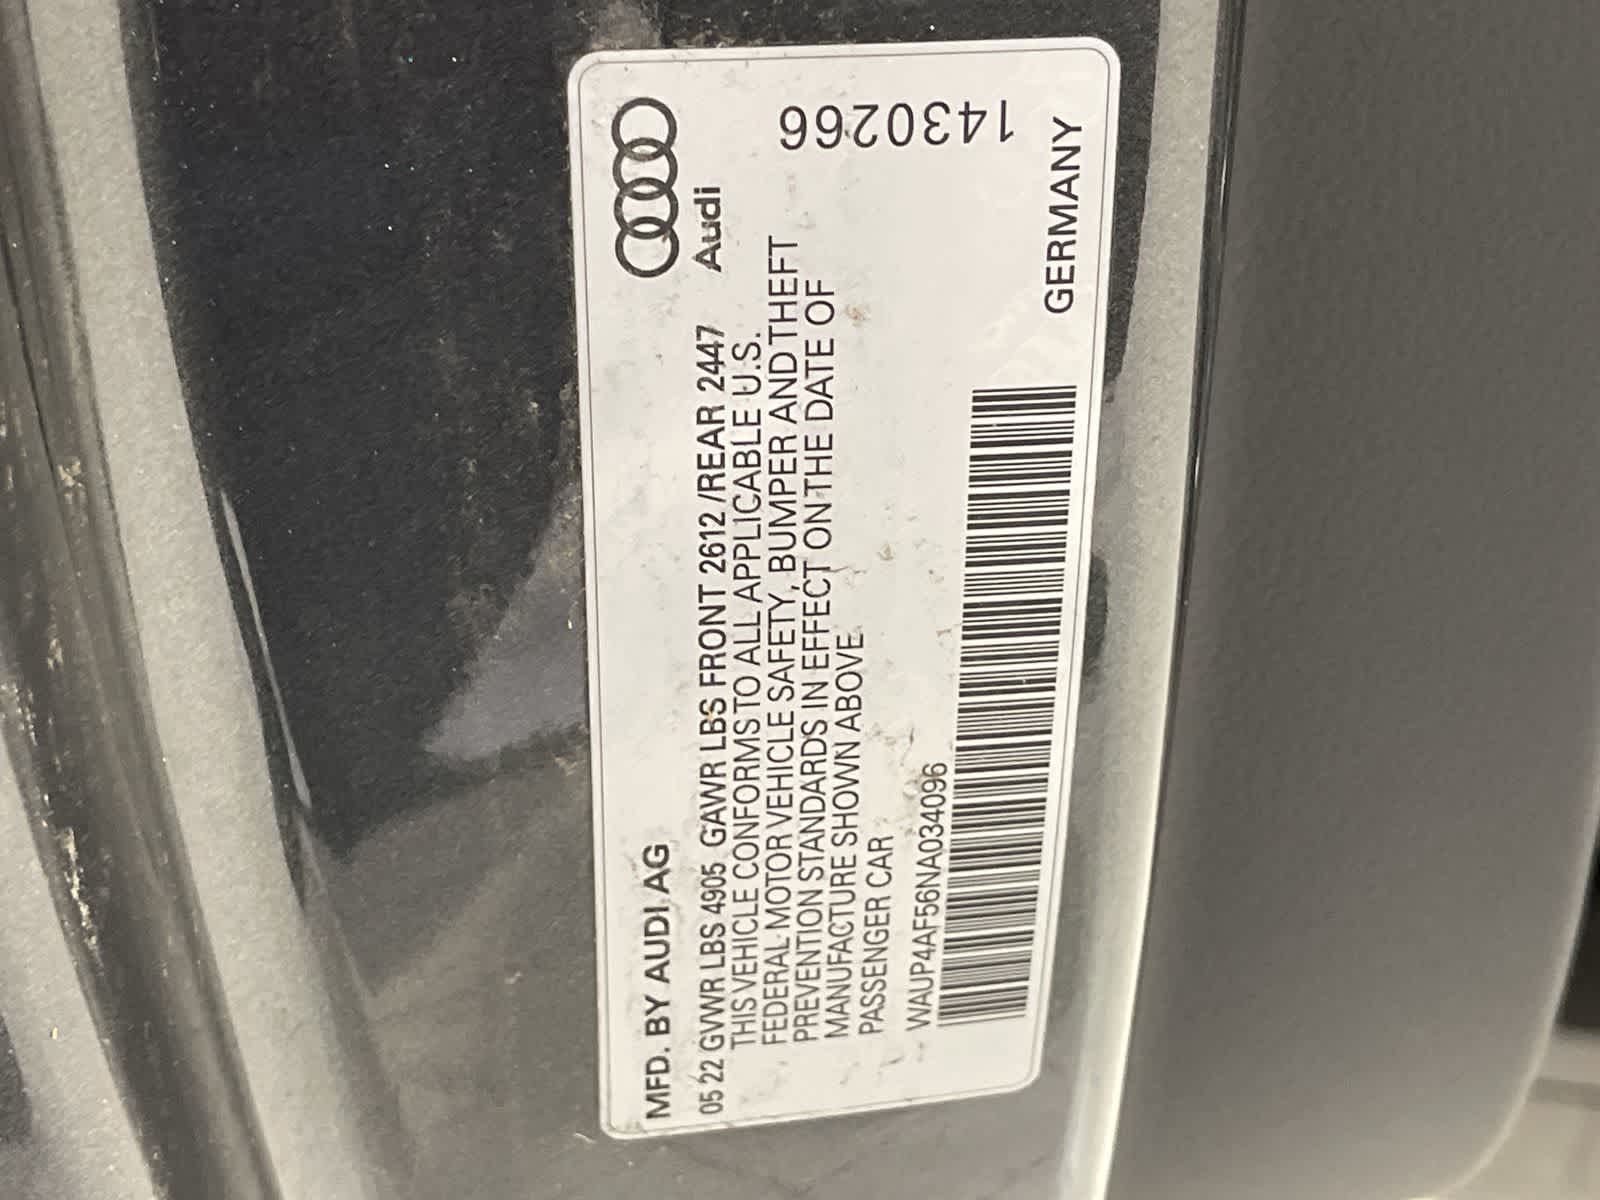 MFD. BY AUDI AG
05 22 GVWR LBS 4905 GAWR LBS FRONT 2612 /REAR 2447
THIS VEHICLE CONFORMS TO ALL APPLICABLE U.S.
FEDERAL MOTOR VEHICLE SAFETY, BUMPER AND THEFT
PREVENTION STANDARDS IN EFFECT ON THE DATE OF
MANUFACTURE SHOWN ABOVE
PASSENGER CAR
WAUP4AF56NA034096
Audi
1430266
GERMANY